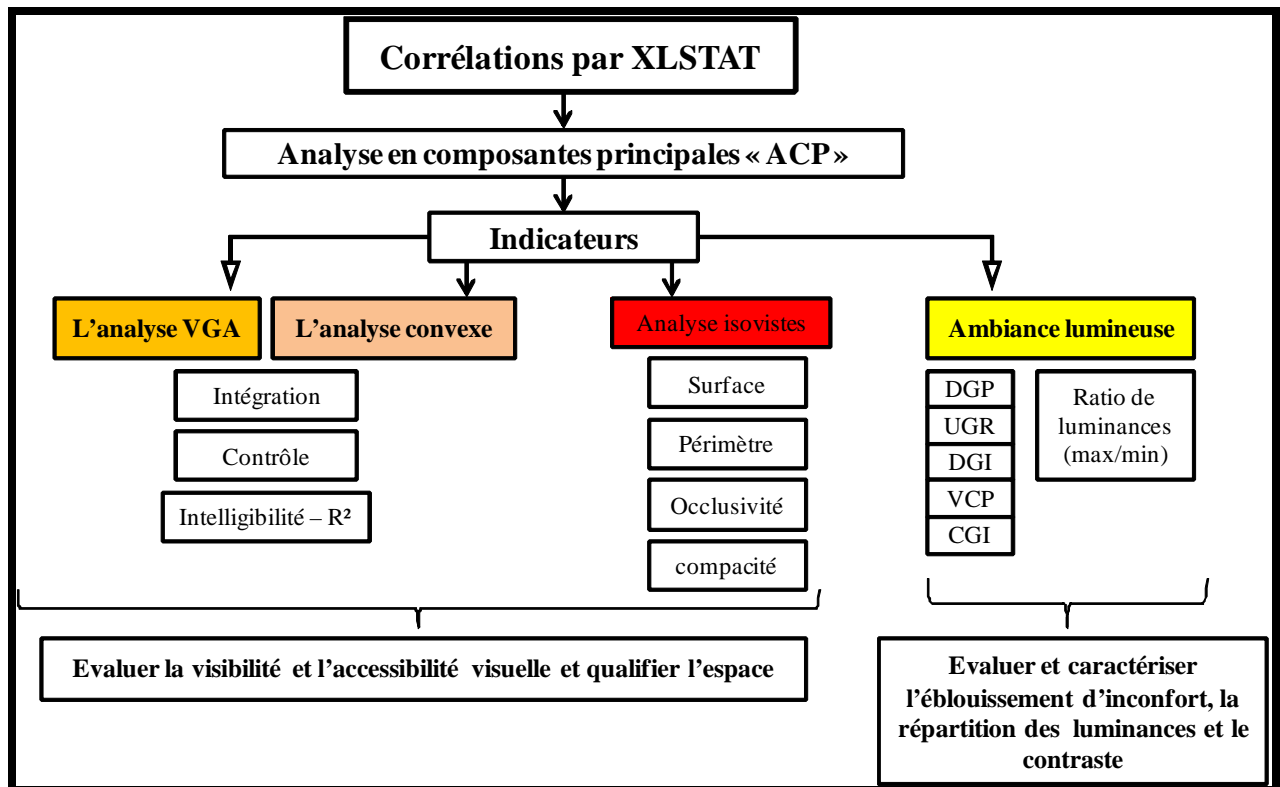 Corrélations par XLSTAT
Analyse en composantes principales « ACP »
Indicateurs
L'analyse VGA
L'analyse convexe
Analyse isovistes
Ambiance lumineuse
Intégration
Contrôle
Intelligibilité – R²
Surface
Périmètre
Occlusivité
compacité
DGP
UGR
DGI
VCP
CGI
Ratio de
luminances
(max/min)
Evaluer la visibilité et l'accessibilité visuelle et qualifier l'espace
Evaluer et caractériser
l'éblouissement d'inconfort, la
répartition des luminances et le
contraste